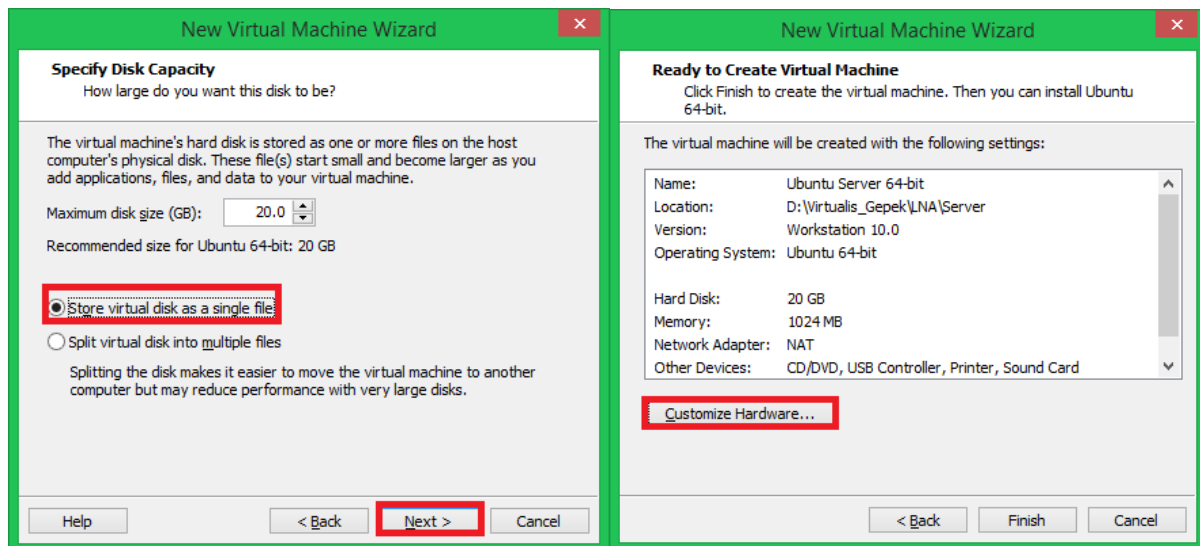 New Virtual Machine Wizard
Specify Disk Capacity
How large do you want this disk to be?
The virtual machine's hard disk is stored as one or more files on the host
computer's physical disk. These file(s) start small and become larger as you
add applications, files, and data to your virtual machine.
Maximum disk size (GB): 20.0
Recommended size for Ubuntu 64-bit: 20 GB
Store virtual disk as a single file
Split virtual disk into multiple files
Splitting the disk makes it easier to move the virtual machine to another
computer but may reduce performance with very large disks.
Help < Back Next > Cancel
New Virtual Machine Wizard
Ready to Create Virtual Machine
Click Finish to create the virtual machine. Then you can install Ubuntu
64-bit.
The virtual machine will be created with the following settings:
Name: Ubuntu Server 64-bit
Location: D:\Virtualis_Gepek\LNA\Server
Version: Workstation 10.0
Operating System: Ubuntu 64-bit
Hard Disk: 20 GB
Memory: 1024 MB
Network Adapter: NAT
Other Devices: CD/DVD, USB Controller, Printer, Sound Card
Customize Hardware...
< Back Finish Cancel